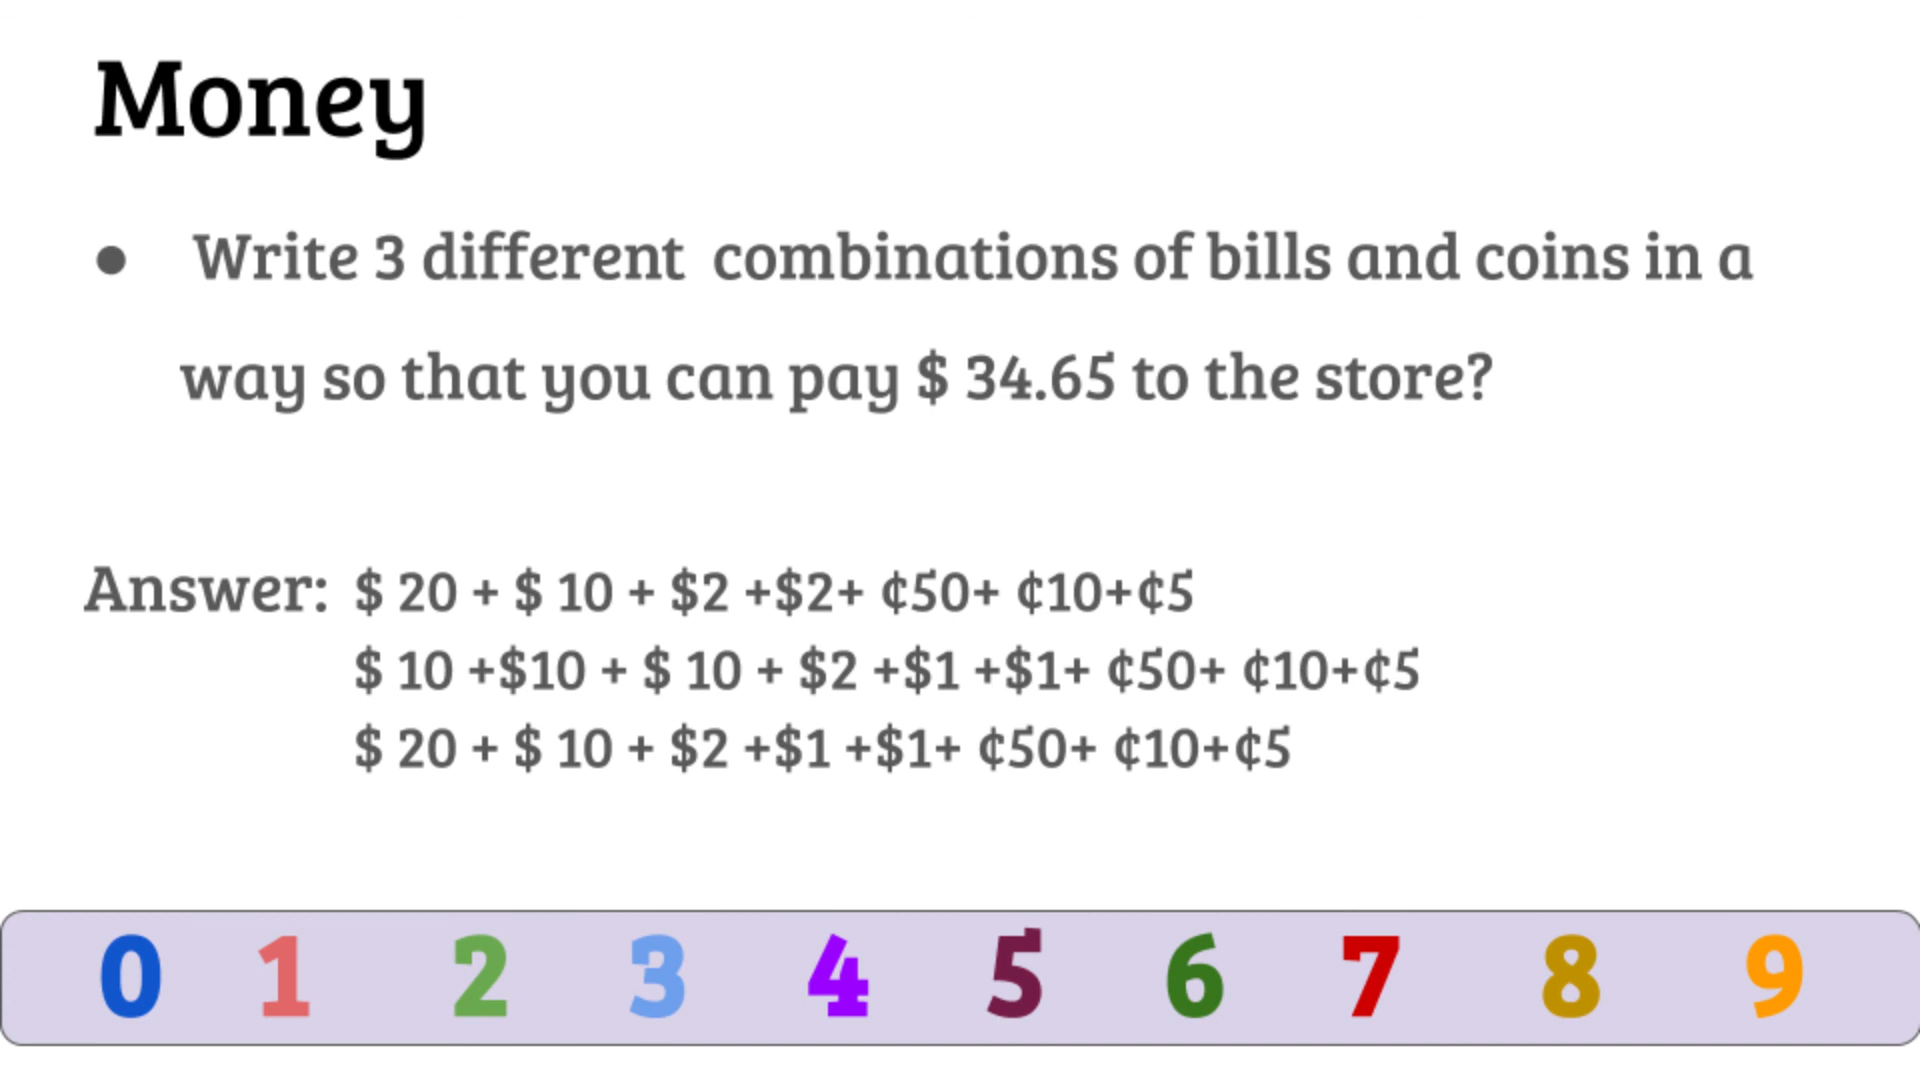 Money
● Write 3 different  combinations of bills and coins in a
way so that you can pay $ 34.65 to the store?
Answer: $ 20 + $ 10 + $2 +$2+ ¢50+ ¢10+¢5
$ 10 +$10 + $ 10 + $2 +$1 +$1+ ¢50+ ¢10+¢5
$ 20 + $ 10 + $2 +$1 +$1+ ¢50+ ¢10+¢5
0 1 2 3 4 5 6 7 8 9